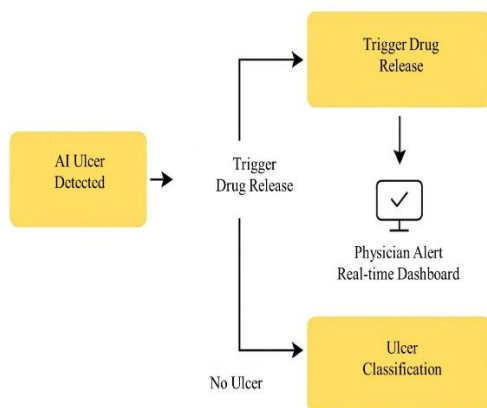 Trigger Drug
Release
AI Ulcer
Detected
Trigger
Drug Release
Physician Alert
Real-time Dashboard
Ulcer
Classification
No Ulcer